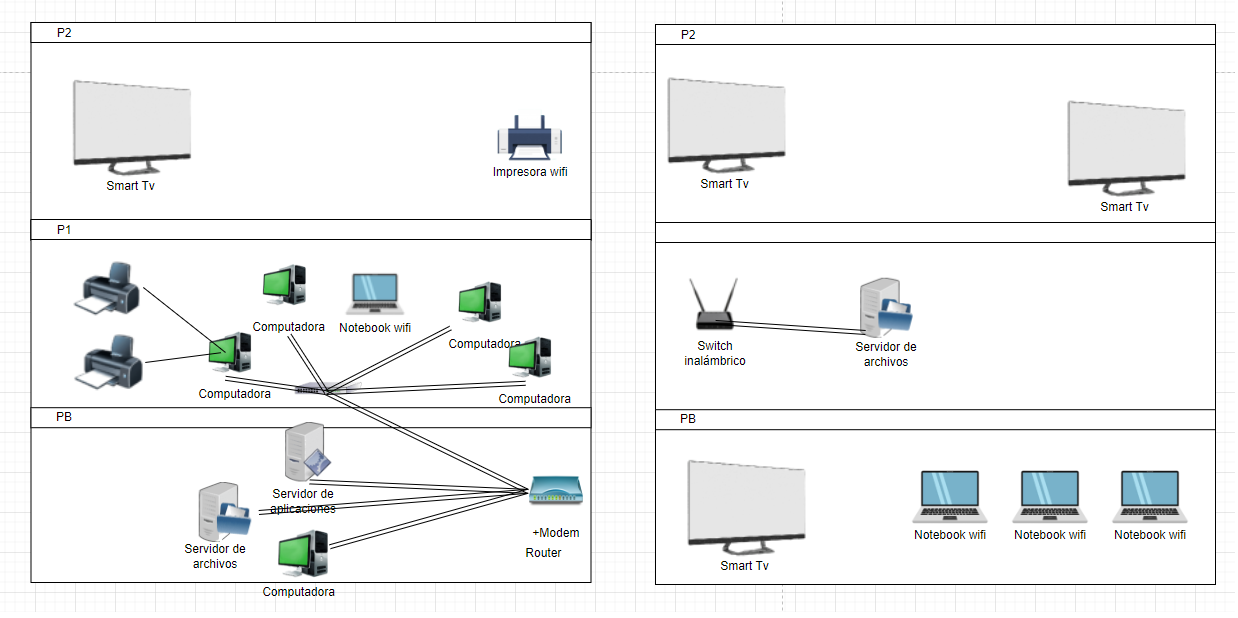 P2
Smart Tv
Impresora wifi
P1
Computadora
Notebook wifi
Computadora
Computadora
Computadora
PB
Servidor de
aplicaciones
Servidor de
archivos
+Modem
Router
Computadora
P2
Smart Tv
Smart Tv
Switch
inalámbrico
Servidor de
archivos
PB
Smart Tv
Notebook wifi
Notebook wifi
Notebook wifi